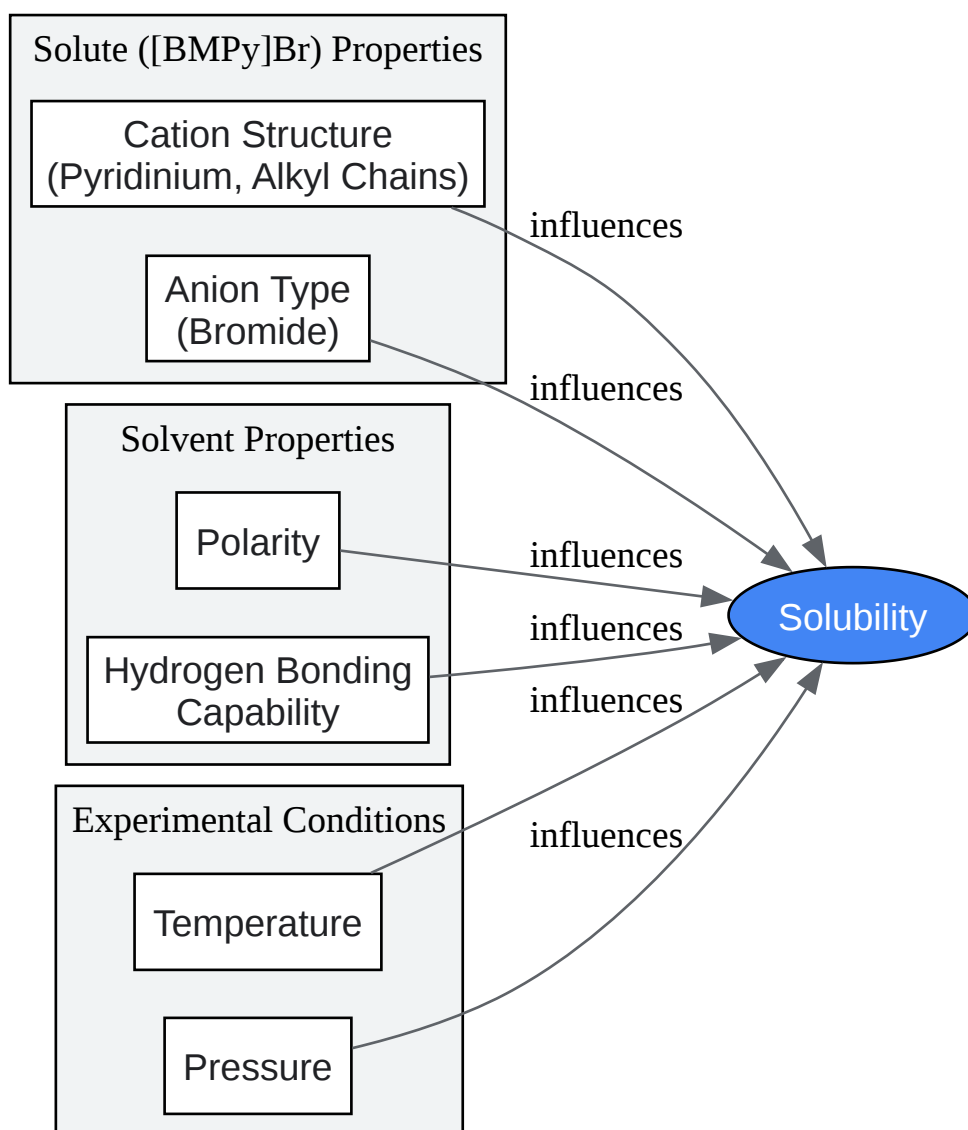 Solute ([BMPy]Br) Properties
Cation Structure
(Pyridinium, Alkyl Chains)
influences
Anion Type
(Bromide)
influences
Solvent Properties
Polarity
influences
Hydrogen Bonding
Capability
influences
Solubility
influences
Experimental Conditions
influences
Temperature
Pressure